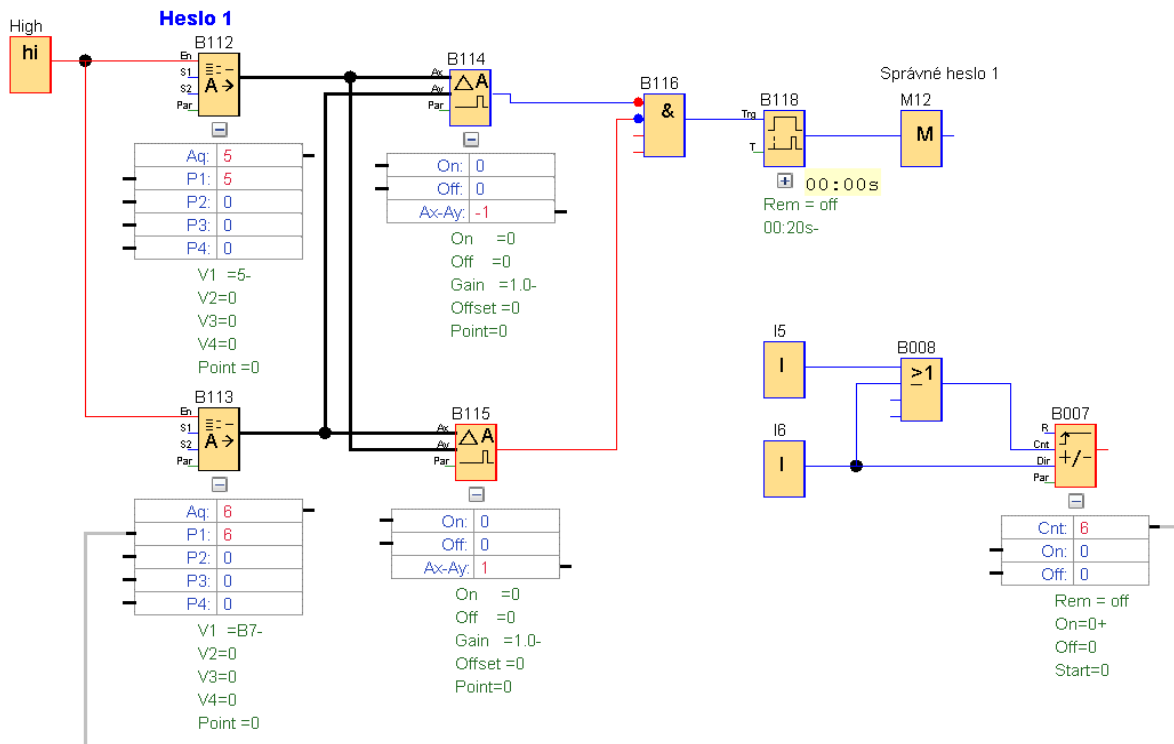 High
hi
Heslo 1
B112
En
S1
S2
Par
A→
Aq: 5
P1: 5
P2: 0
P3: 0
P4: 0
V1 =5-
V2=0
V3=0
V4=0
Point =0
B114
Ax
Ay
Par
A
On: 0
Off: 0
Ax-Ay: -1
On =0
Off =0
Gain =1.0-
Offset =0
Point=0
B116
&
B118
Trg
T
00:00s
Rem = off
00:20s-
Správné heslo 1
M12
M
B113
En
S1
S2
Par
A→
Aq: 6
P1: 6
P2: 0
P3: 0
P4: 0
V1 =B7-
V2=0
V3=0
V4=0
Point =0
B115
Ax
Ay
Par
A
On: 0
Off: 0
Ax-Ay: 1
On =0
Off =0
Gain =1.0-
Offset =0
Point=0
I5
I
I6
I
B008
≥1
B007
R
Cnt
Dir
Par
+/-
Cnt: 6
On: 0
Off: 0
Rem = off
On=0+
Off=0
Start=0